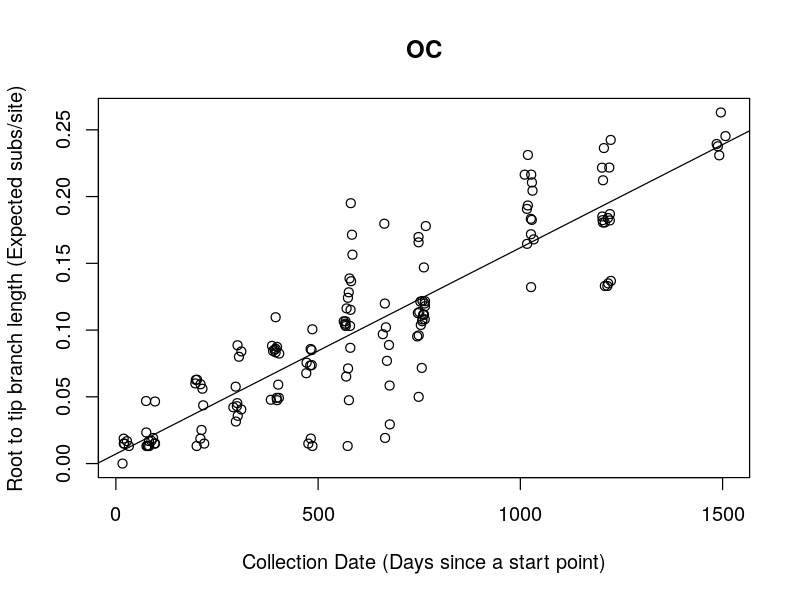 OC
Root to tip branch length (Expected subs/site)
0.25
0.20
0.15
0.10
0.05
0.00
0 500 1000 1500
Collection Date (Days since a start point)